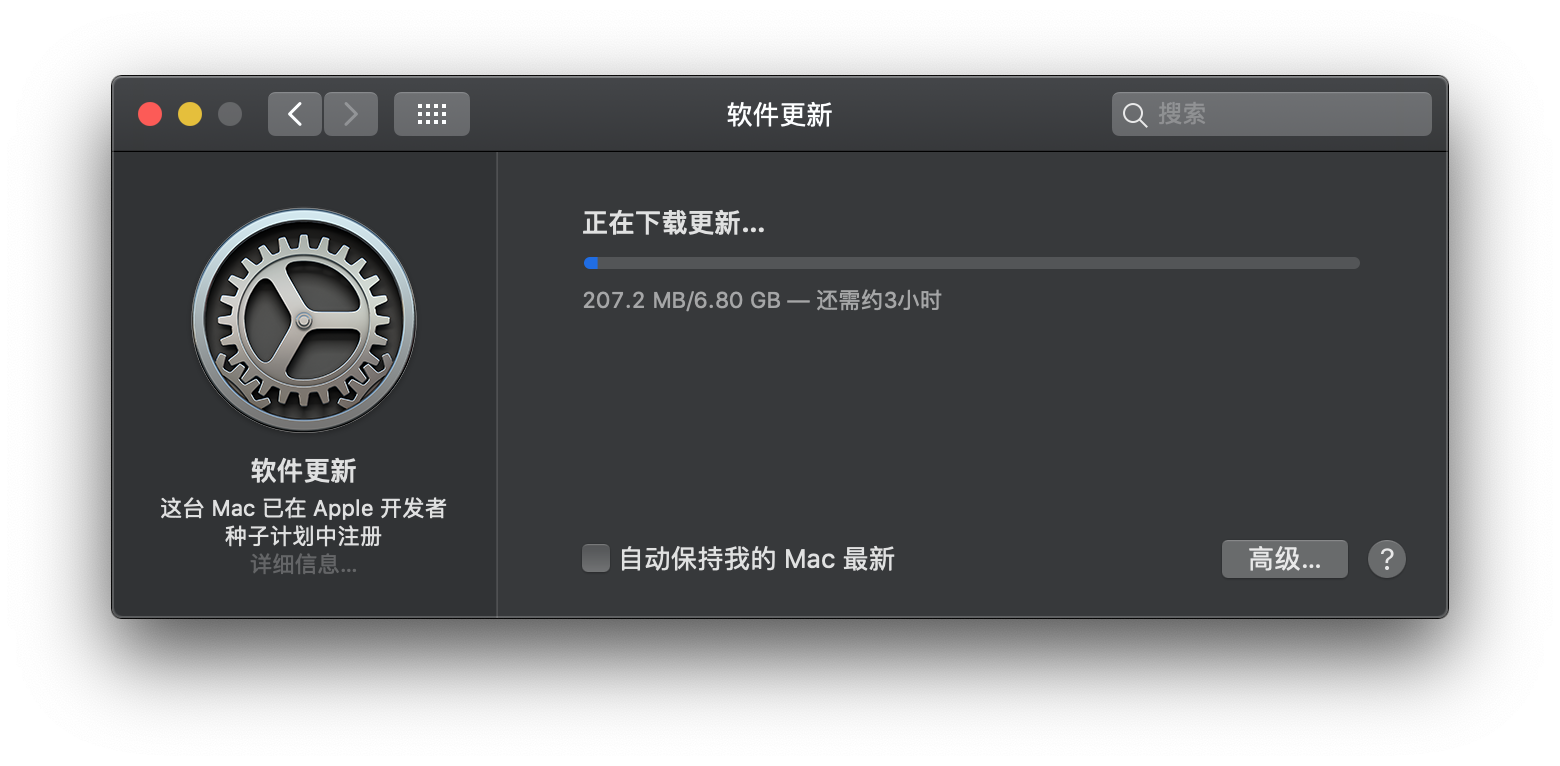 软件更新
搜索
正在下载更新...
207.2 MB/6.80 GB — 还需约3小时
软件更新
这台 Mac 已在 Apple 开发者
种子计划中注册
详细信息...
自动保持我的 Mac 最新
高级...
?